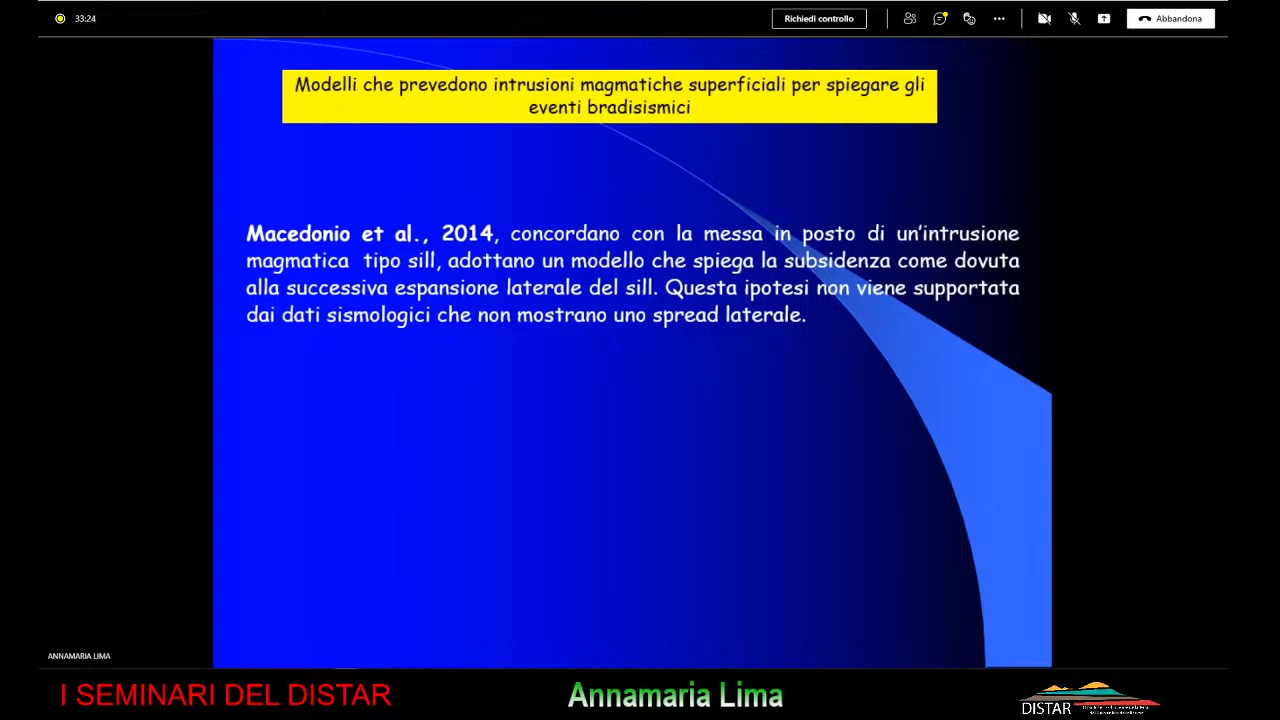 33:24
Richiedi controllo
Abbandona
Modelli che prevedono intrusioni magmatiche superficiali per spiegare gli
eventi bradisismici
Macedonio et al., 2014, concordano con la messa in posto di un'intrusione
magmatica tipo sill, adottano un modello che spiega la subsidenza come dovuta
alla successiva espansione laterale del sill. Questa ipotesi non viene supportata
dai dati sismologici che non mostrano uno spread laterale.
ANNAMARIA LIMA
I SEMINARI DEL DISTAR
Annamaria Lima
DISTAR